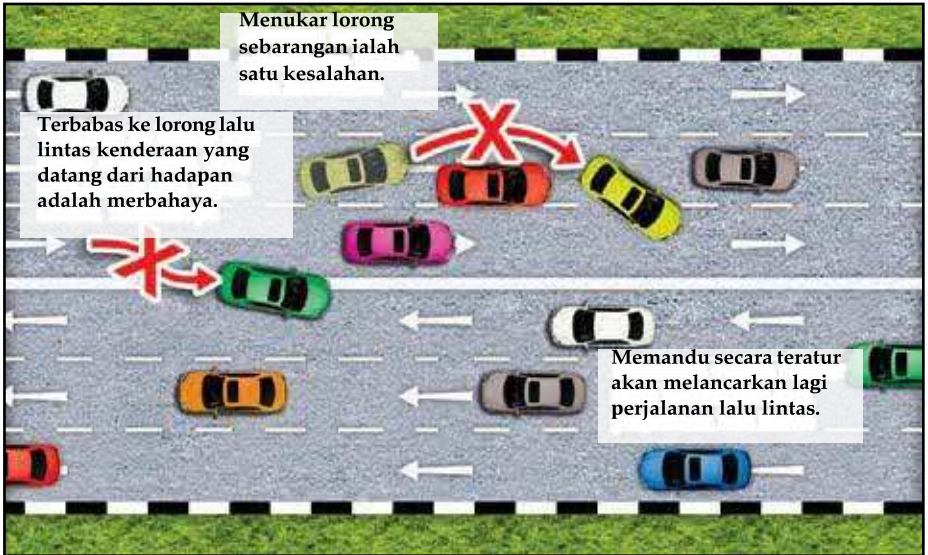 Menukar lorong
sebarangan ialah
satu kesalahan.
Terbabas ke lorong lalu
lintas kenderaan yang
datang dari hadapan
adalah merbahaya.
Memandu secara teratur
akan melancarkan lagi
perjalanan lalu lintas.